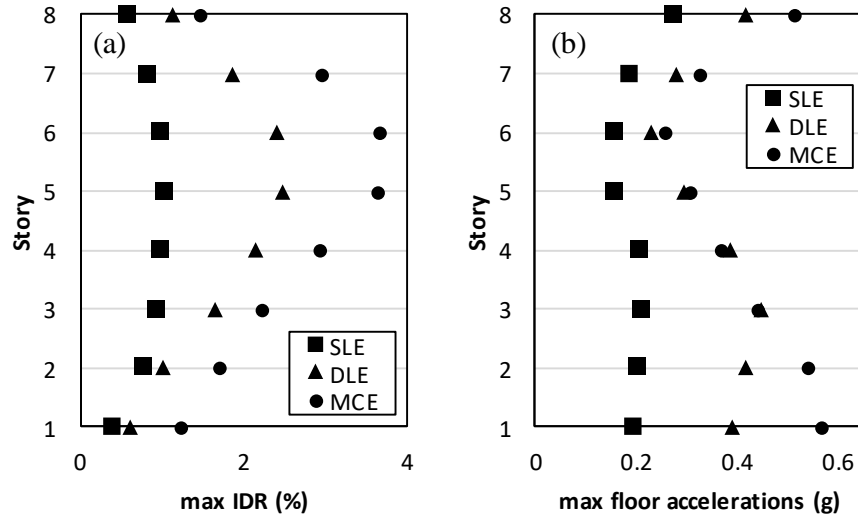 (a)
8
7
6
5
4
3
2
1
Story
SLE
DLE
MCE
0 2 4
max IDR (%)
(b)
8
7
6
5
4
3
2
1
Story
SLE
DLE
MCE
0 0.2 0.4 0.6
max floor accelerations (g)